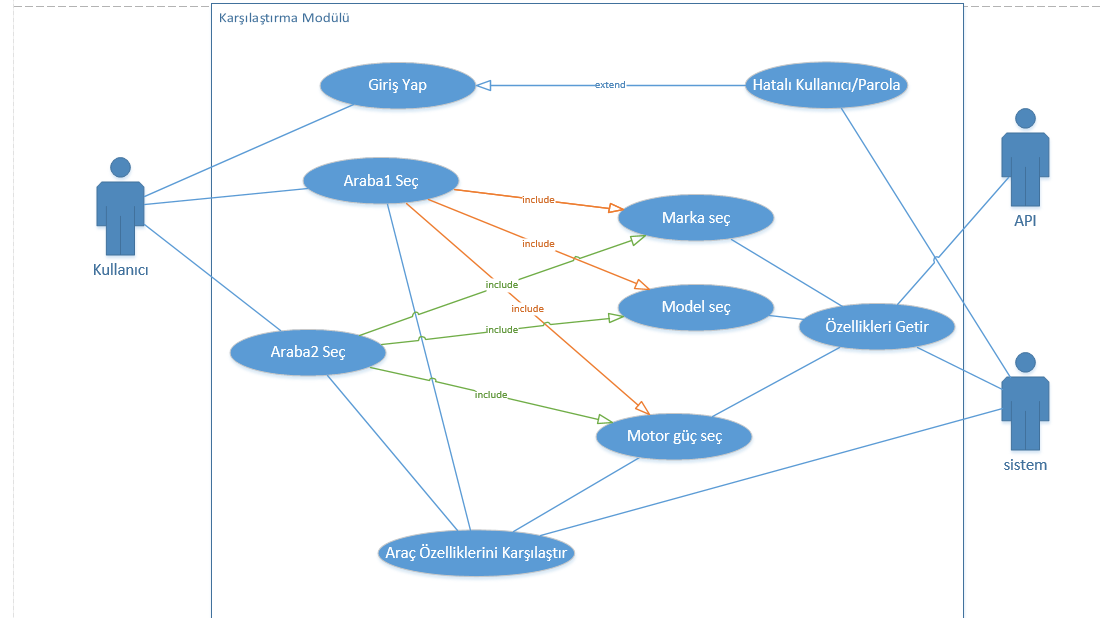 Karşılaştırma Modülü
Giriş Yap
extend
Hatalı Kullanıcı/Parola
Araba1 Seç
include
Marka seç
API
include
Kullanıcı
include
include
Model seç
Özellikleri Getir
include
Araba2 Seç
include
Motor güç seç
sistem
Araç Özelliklerini Karşılaştır